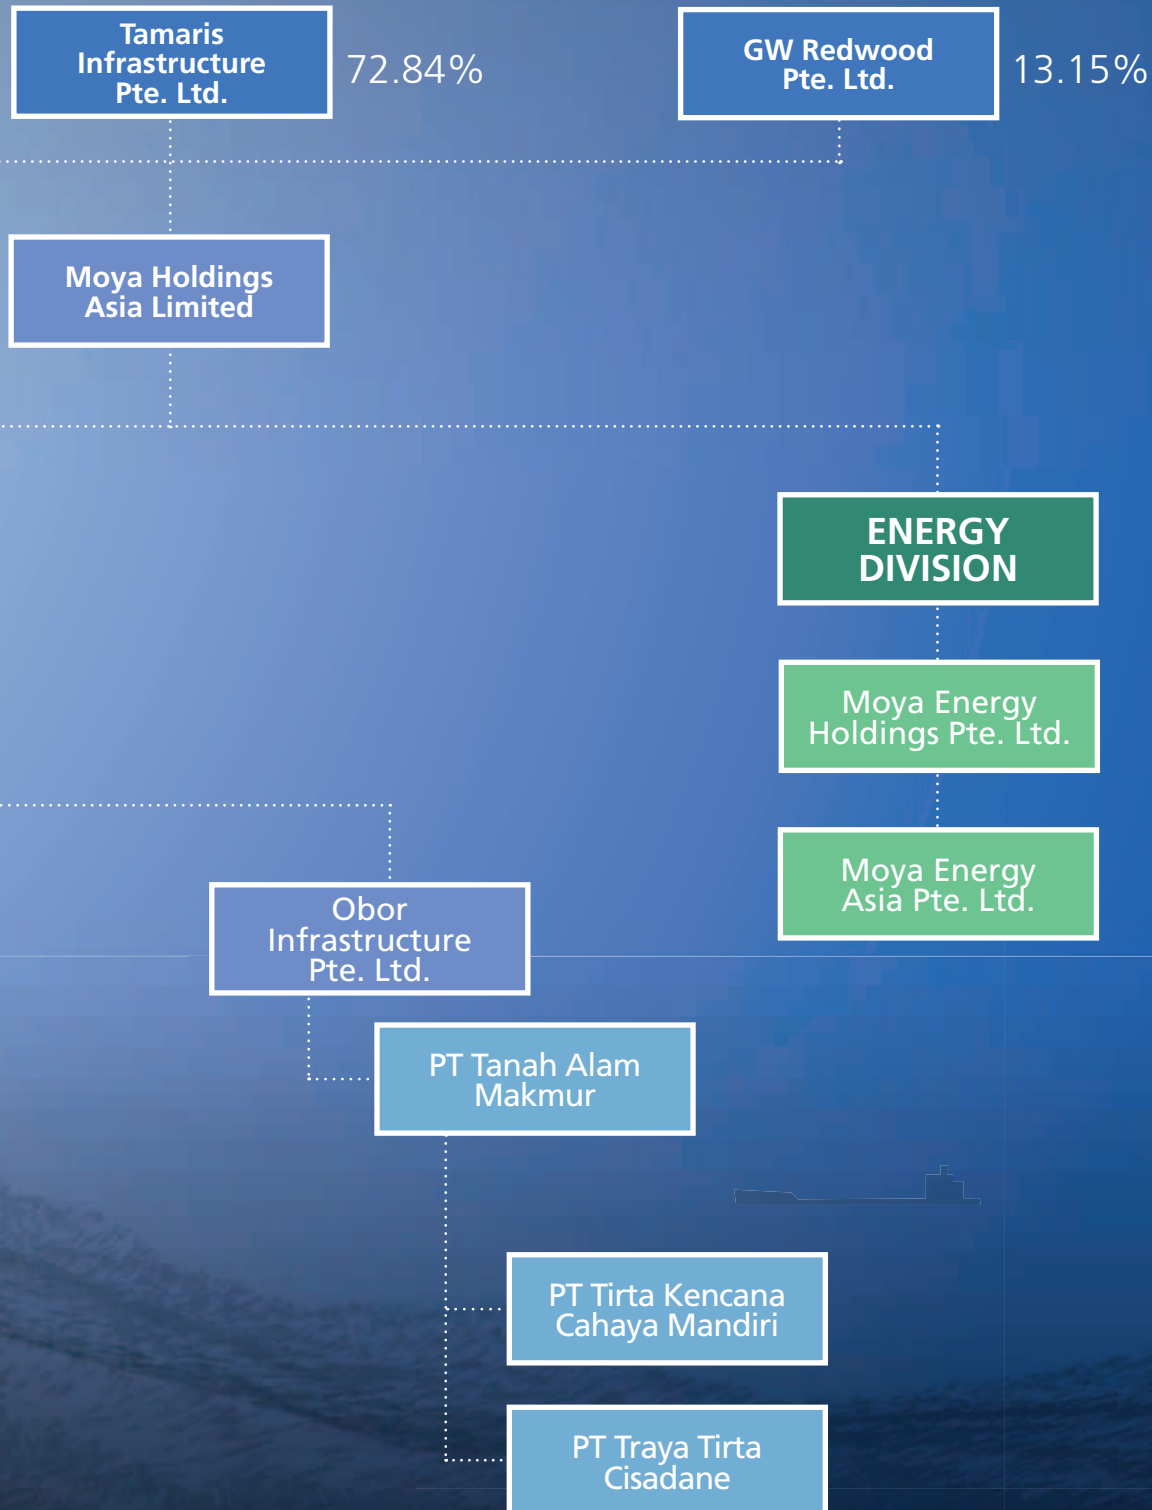 Tamaris
Infrastructure
Pte. Ltd.
72.84%
GW Redwood
Pte. Ltd.
13.15%
Moya Holdings
Asia Limited
ENERGY
DIVISION
Moya Energy
Holdings Pte. Ltd.
Moya Energy
Asia Pte. Ltd.
Obor
Infrastructure
Pte. Ltd.
PT Tanah Alam
Makmur
PT Tirta Kencana
Cahaya Mandiri
PT Traya Tirta
Cisadane